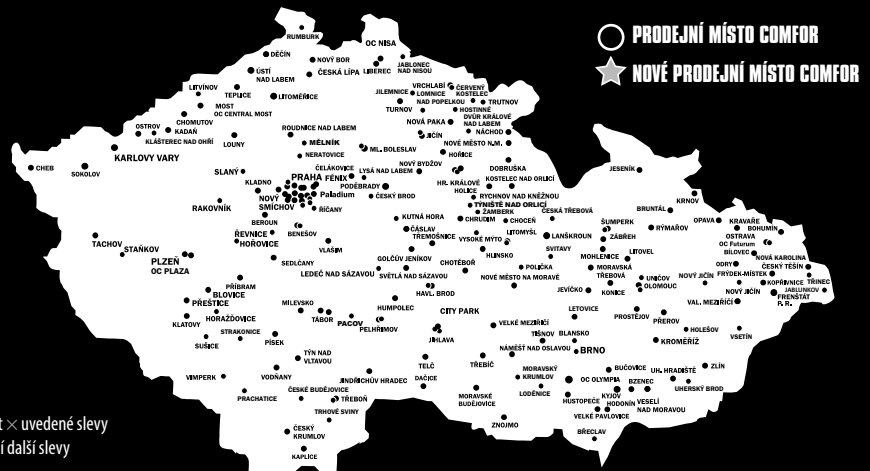 PRODEJNÍ MÍSTO COMFOR
NOVÉ PRODEJNÍ MÍSTO COMFOR
RUMBURK
OC NISA
DĚČÍN
NOVÝ BOR
JABLONEC
NAD NISOU
ÚSTÍ
NAD LABEM
ČESKÁ LÍPA
LIBEREC
LITVÍNOV
TEPLICE
LITOMĚŘICE
VRCHLABÍ
ČERVENÝ
KOSTELEC
JILEMNICE
LOMNICE
NAD POPELKOU
TRUTNOV
MOST
OC CENTRAL MOST
TURNOV
HOSTINNÉ
DVŮR KRÁLOVÉ
NAD LABEM
CHOMUTOV
OSTROV
KADAŇ
KLÁŠTEREC NAD OHŘÍ
ROUDNICE NAD LABEM
NOVÁ PAKA
JIČÍN
NÁCHOD
LOUNY
MĚLNÍK
ML. BOLESLAV
NOVÉ MĚSTO N.M.
HOŘICE
KARLOVY VARY
NERATOVICE
CHEB
SOKOLOV
SLANÝ
ČELÁKOVICE
LYSÁ NAD LABEM
NOVÝ BYDŽOV
DOBRUŠKA
JESENÍK
PRAHA
FÉNIX
PODĚBRADY
HR. KRÁLOVÉ
HOLICE
KOSTELEC NAD ORLICÍ
KLADNO
NOVÝ
SMÍCHOV
Paladium
ČESKÝ BROD
RYCHNOV NAD KNĚŽNOU
KRNOV
RAKOVNÍK
ŘÍČANY
TÝNIŠTĚ NAD ORLICÍ
ŽAMBERK
BRUNTÁL
BEROUN
BENEŠOV
KUTNÁ HORA
CHRUDIM
CHOCEŇ
ČESKÁ TŘEBOVÁ
ŠUMPERK
OPAVA
KRAVAŘE
BOHUMÍN
ŘEVNICE
HOŘOVICE
ČÁSLAV
TŘEMOŠNICE
LITOMYŠL
VYSOKÉ MÝTO
LANŠKROUN
ZÁBŘEH
RÝMAŘOV
OSTRAVA
OC Futurum
TACHOV
STAŇKOV
VLAŠIM
HLINSKO
SVITAVY
MOHLENICE
LITOVEL
BÍLOVEC
NOVÁ KAROLINA
PLZEŇ
OC PLAZA
SEDLČANY
GOLČŮV JENÍKOV
LEDEČ NAD SÁZAVOU
SVĚTLÁ NAD SÁZAVOU
CHOTĚBOŘ
POLIČKA
MORAVSKÁ
TŘEBOVÁ
ODRY
ČESKÝ TĚŠÍN
FRÝDEK-MÍSTEK
NOVÉ MĚSTO NA MORAVĚ
UNIČOV
OLOMOUC
NOVÝ JIČÍN
KOPŘIVNICE
TŘINEC
PŘÍBRAM
BLOVICE
HAVL. BROD
JEVÍČKO
KONICE
NOVÝ JIČÍN
JABLUNKOV
FRENŠTÁT
P. R.
PŘEŠTICE
MILEVSKO
HUMPOLEC
CITY PARK
LETOVICE
PROSTĚJOV
VAL. MEZIŘÍČÍ
HORAŽĎOVICE
TÁBOR
PACOV
PELHŘIMOV
PŘEROV
KLATOVY
STRAKONICE
SUŠICE
PÍSEK
JIHLAVA
VELKÉ MEZIŘÍČÍ
TIŠNOV
BLANSKO
HOLEŠOV
VSETÍN
NÁMĚŠŤ NAD OSLAVOU
BRNO
KROMĚŘÍŽ
TÝN NAD
VLTAVOU
TELČ
TŘEBÍČ
BUČOVICE
UH. HRADIŠTĚ
ZLÍN
VIMPERK
VODŇANY
JINDŘICHŮV HRADEC
DAČICE
MORAVSKÝ
KRUMLOV
OC OLYMPIA
BZENEC
UHERSKÝ BROD
PRACHATICE
ČESKÉ BUDĚJOVICE
TŘEBOŇ
MORAVSKÉ
BUDĚJOVICE
LODĚNICE
HUSTOPEČE
KYJOV
HODONÍN
VESELÍ
NAD MORAVOU
TRHOVÉ SVINY
VELKÉ PAVLOVICE
ZNOJMO
BŘECLAV
ČESKÝ
KRUMLOV
KAPLICE
t × uvedené slevy
í další slevy